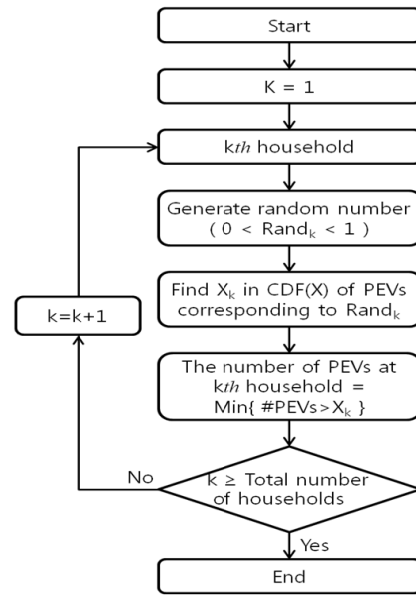 Start
K = 1
kth household
Generate random number
( 0 < Randₖ < 1 )
Find Xₖ in CDF(X) of PEVs
corresponding to Randₖ
k=k+1
The number of PEVs at
kth household =
Min{ #PEVs>Xₖ }
No
k ≥ Total number
of households
Yes
End